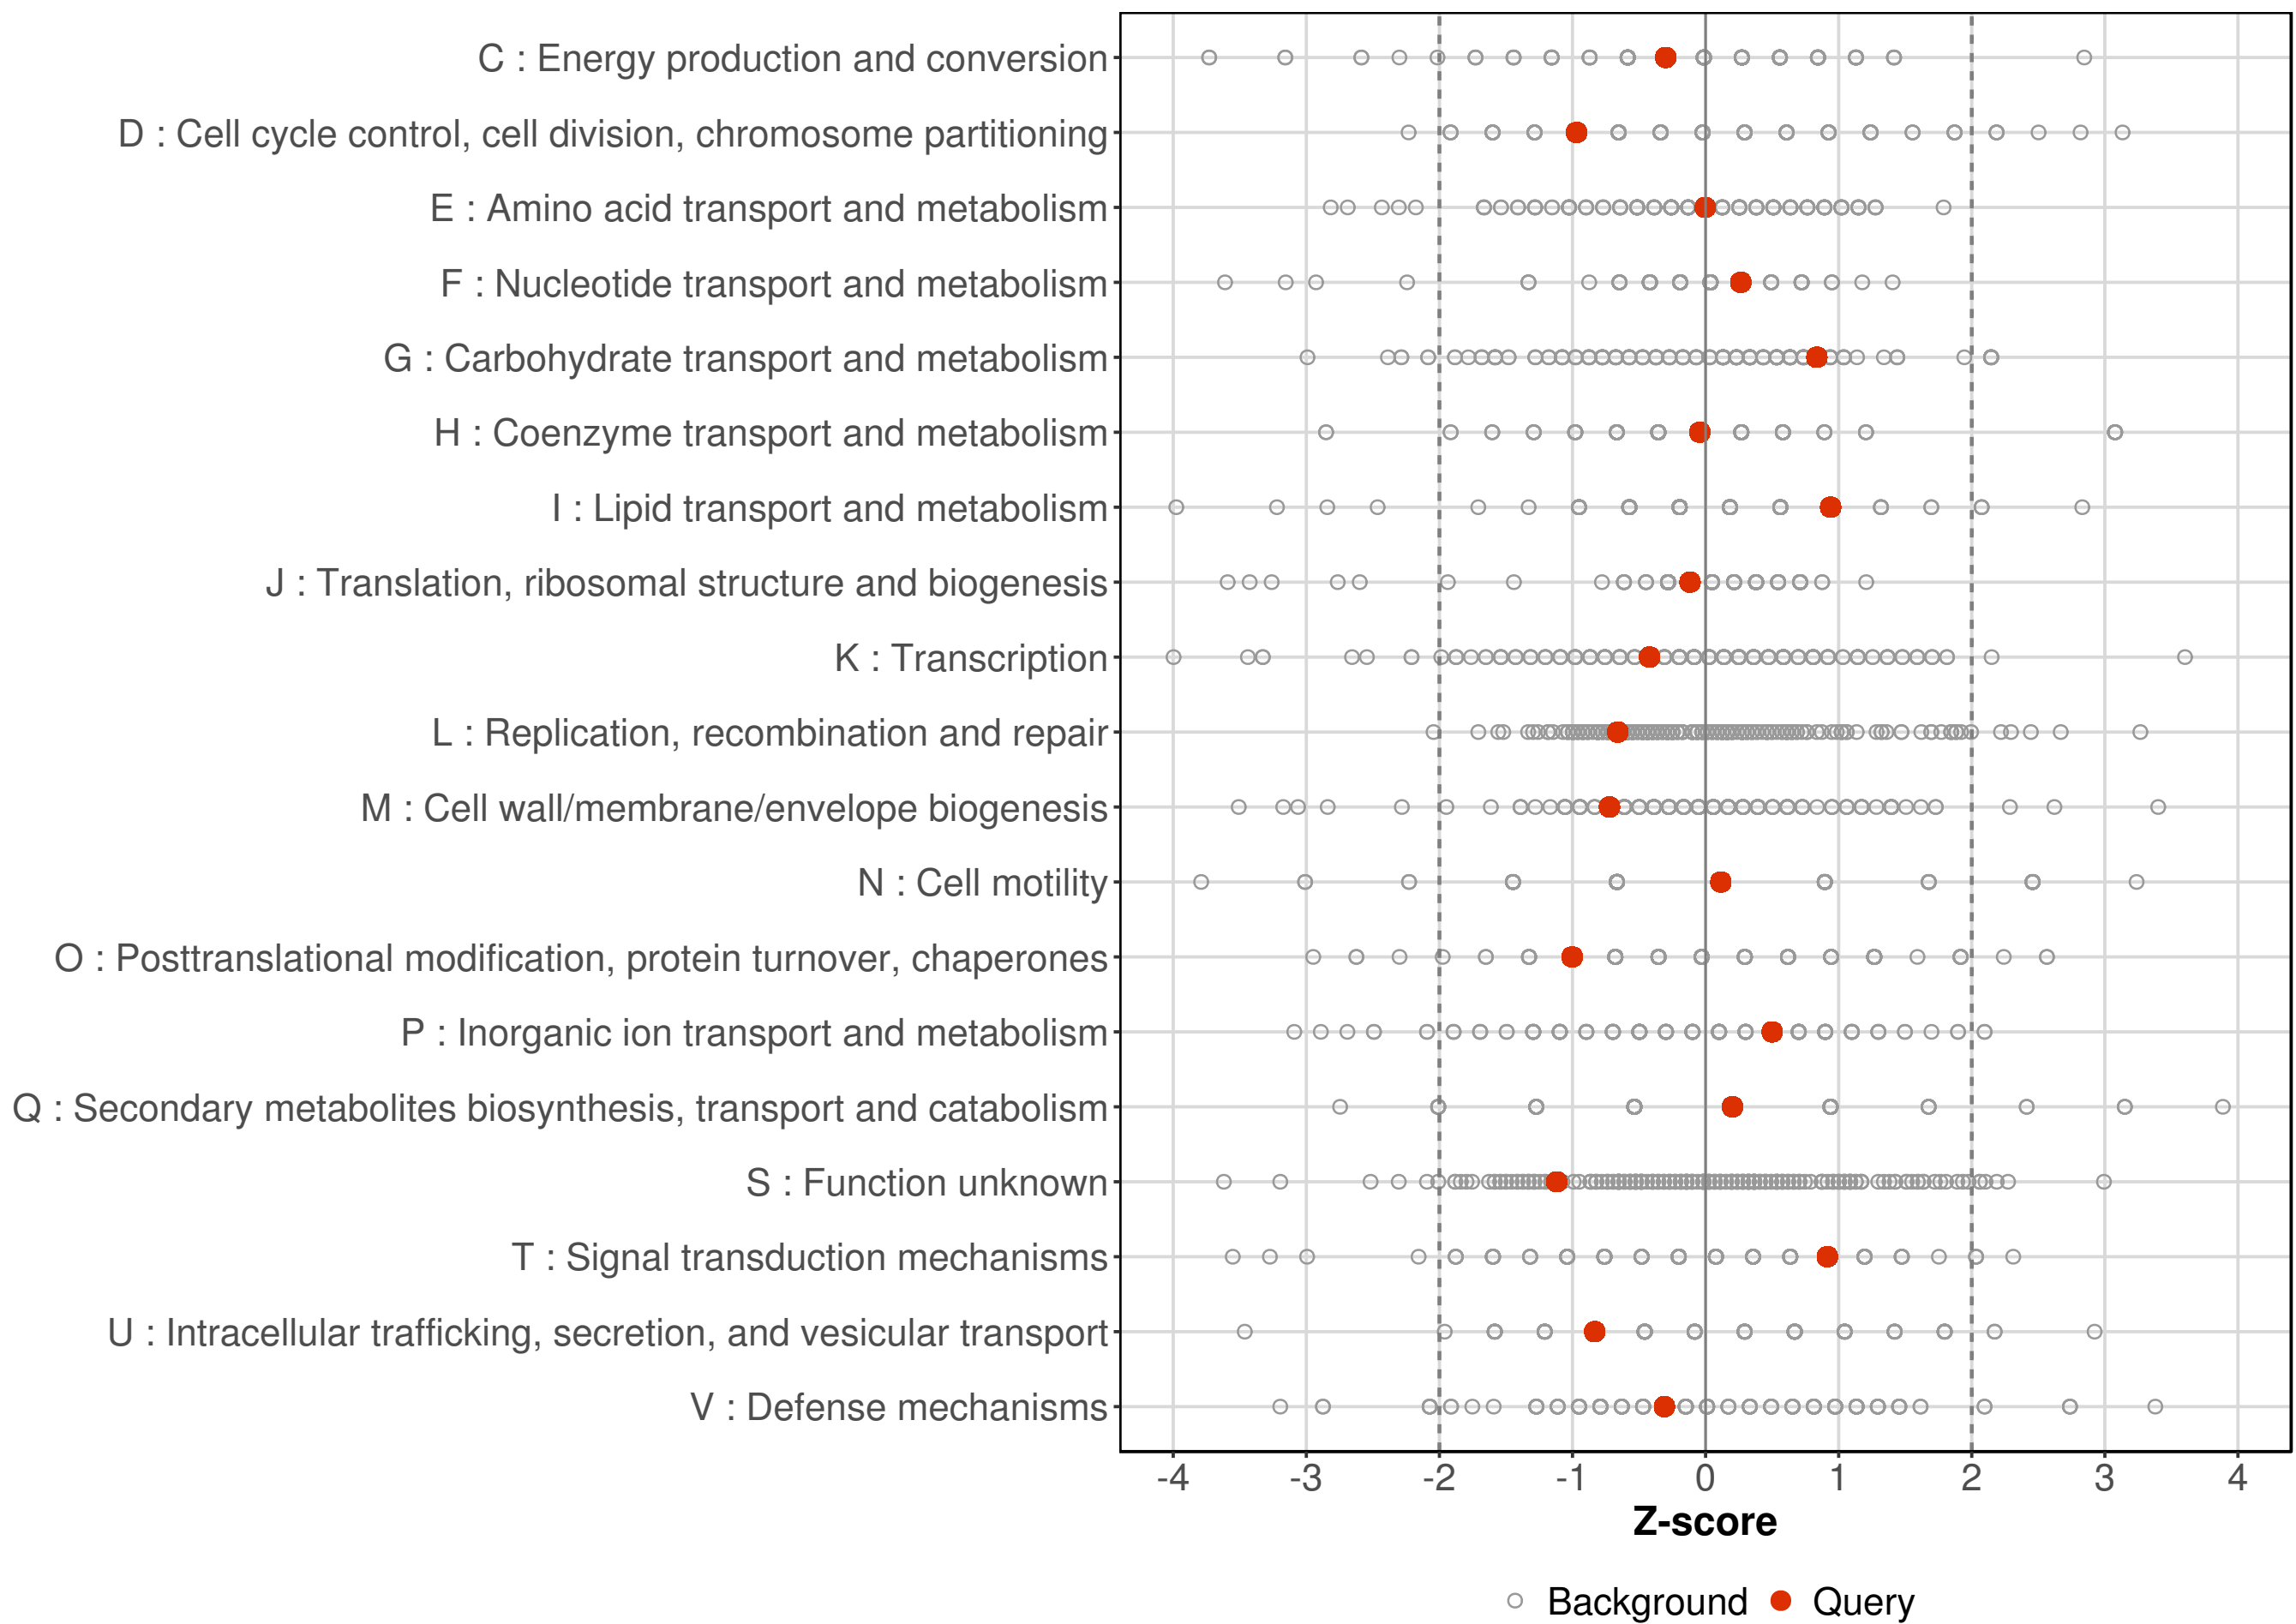 C : Energy production and conversion
D : Cell cycle control, cell division, chromosome partitioning
E : Amino acid transport and metabolism
F : Nucleotide transport and metabolism
G : Carbohydrate transport and metabolism
H : Coenzyme transport and metabolism
I : Lipid transport and metabolism
J : Translation, ribosomal structure and biogenesis
K : Transcription
L : Replication, recombination and repair
M : Cell wall/membrane/envelope biogenesis
N : Cell motility
O : Posttranslational modification, protein turnover, chaperones
P : Inorganic ion transport and metabolism
Q : Secondary metabolites biosynthesis, transport and catabolism
S : Function unknown
T : Signal transduction mechanisms
U : Intracellular trafficking, secretion, and vesicular transport
V : Defense mechanisms
-4 -3 -2 -1 0 1 2 3 4
Z-score
Background Query